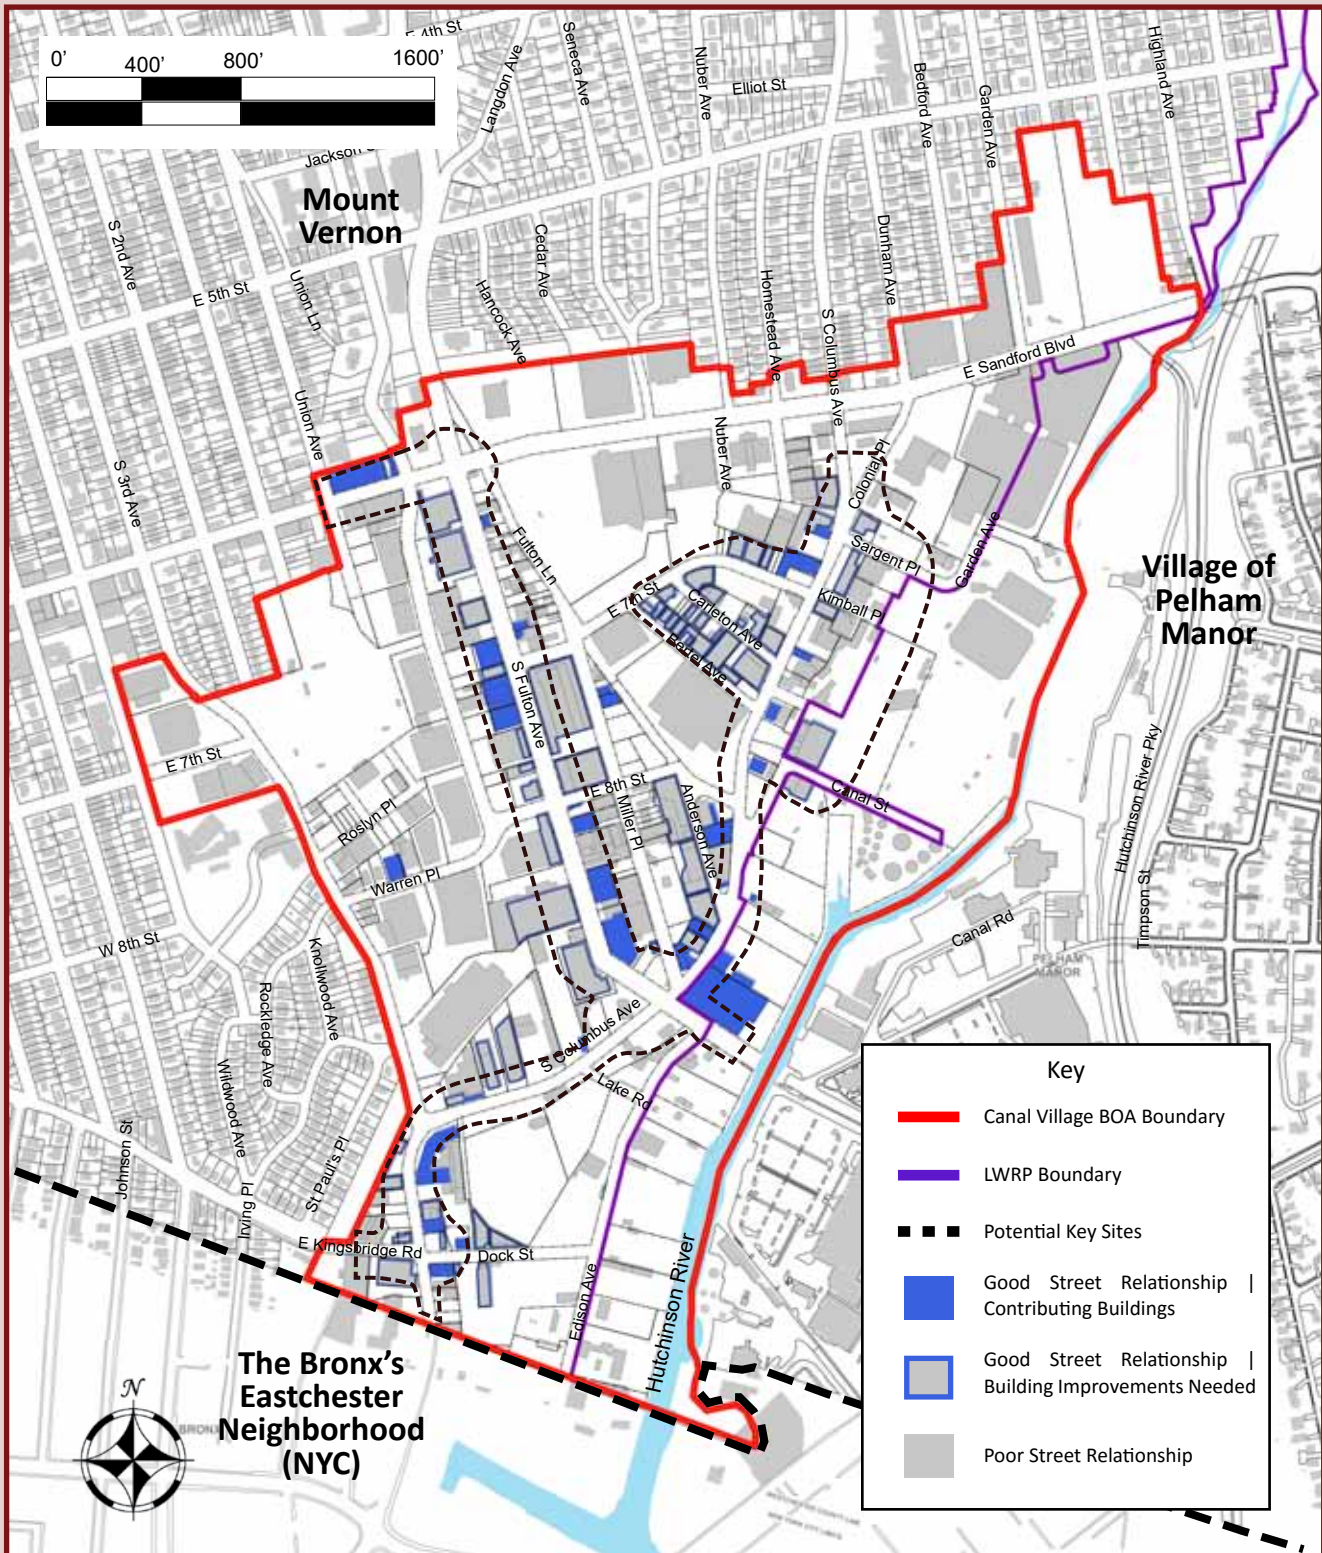 0’
400’
800’
1600’
E 4th St
Langdon Ave
Seneca Ave
Nuber Ave
Elliot St
Bedford Ave
Garden Ave
Highland Ave
Jackson
Mount
Vernon
S 2nd Ave
E 5th St
Union Ln
Hancock Ave
Cedar Ave
Homestead Ave
Dunham Ave
S Columbus Ave
E Sandford Blvd
Union Ave
S 3rd Ave
Nuber Ave
Colonial Pl
Fulton Ln
Sargent Pl
Garden Ave
Village of
Pelham
Manor
E 7th St
Carleton Ave
Kimball Pl
Bartel Ave
S Fulton Ave
E 7th St
E 8th St
Miller Pl
Anderson Ave
Canal St
Roslyn Pl
Warren Pl
Hutchinson River Pky
Timpson St
W 8th St
Knollwood Ave
Rockledge Ave
Wildwood Ave
Canal Rd
PELHAM
MANOR
S Columbus Ave
Lake Rd
Johnson St
Irving Pl
St Paul’s Pl
E Kingsbridge Rd
Dock St
Edison Ave
Hutchinson River
The Bronx’s
Eastchester
Neighborhood
(NYC)
N
BRONX
Key
Canal Village BOA Boundary
LWRP Boundary
Potential Key Sites
Good Street Relationship |
Contributing Buildings
Good Street Relationship |
Building Improvements Needed
Poor Street Relationship